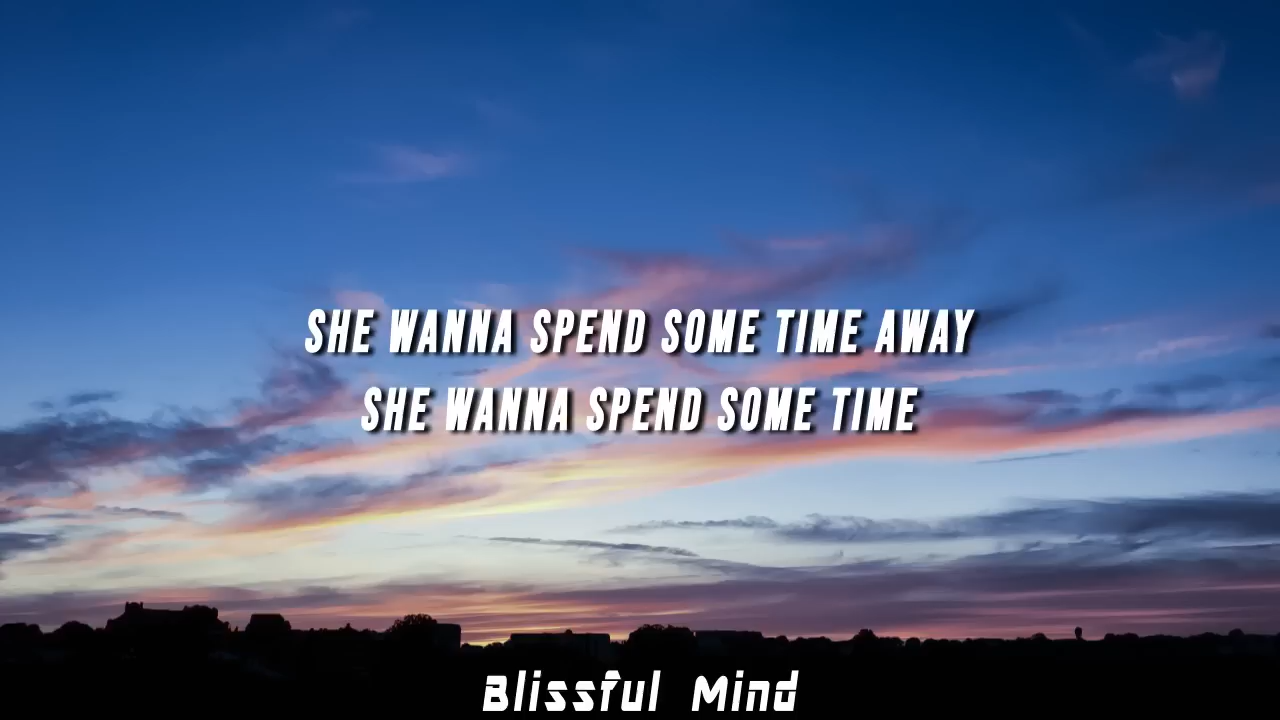 SHE WANNA SPEND SOME TIME AWAY
SHE WANNA SPEND SOME TIME
Blissful Mind